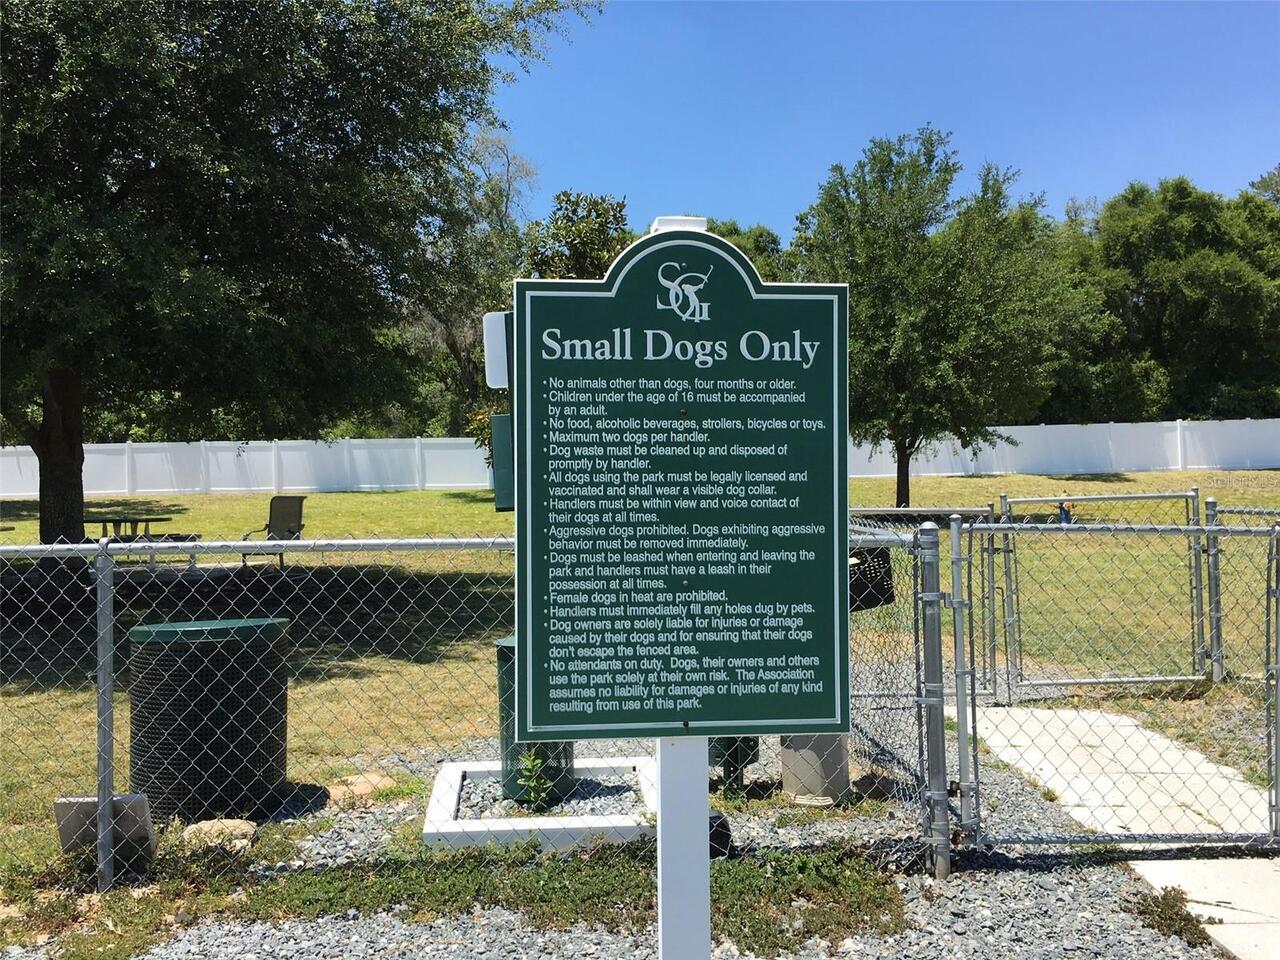 SGII
Small Dogs Only
• No animals other than dogs, four months or older.
• Children under the age of 16 must be accompanied
by an adult.
• No food, alcoholic beverages, strollers, bicycles or toys.
• Maximum two dogs per handler.
• Dog waste must be cleaned up and disposed of
promptly by handler.
• All dogs using the park must be legally licensed and
vaccinated and shall wear a visible dog collar.
• Handlers must be within view and voice contact of
their dogs at all times.
• Aggressive dogs prohibited. Dogs exhibiting aggressive
behavior must be removed immediately.
• Dogs must be leashed when entering and leaving the
park and handlers must have a leash in their
possession at all times.
• Female dogs in heat are prohibited.
• Handlers must immediately fill any holes dug by pets.
• Dog owners are solely liable for injuries or damage
caused by their dogs and for ensuring that their dogs
don't escape the fenced area.
• No attendants on duty. Dogs, their owners and others
use the park solely at their own risk. The Association
assumes no liability for damages or injuries of any kind
resulting from use of this park.
StellarMLS